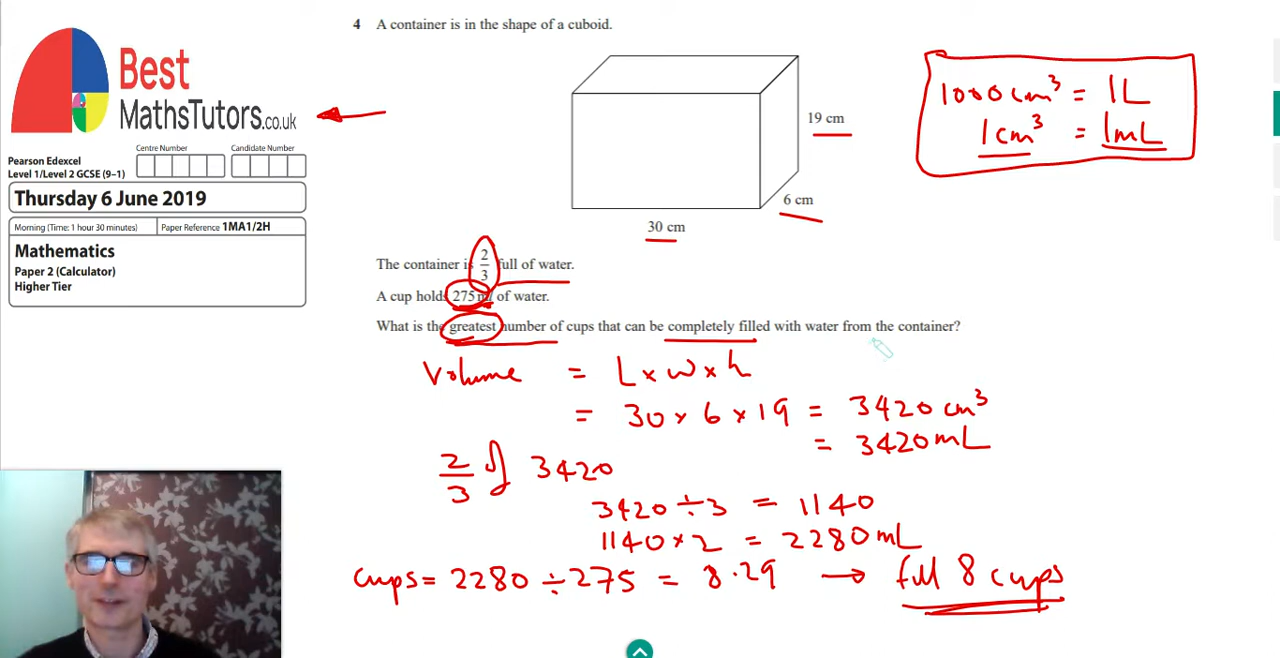 Best
MathsTutors.co.uk
Pearson Edexcel
Level 1/Level 2 GCSE (9–1)
Centre Number
Candidate Number
Thursday 6 June 2019
Morning (Time: 1 hour 30 minutes)
Paper Reference 1MA1/2H
Mathematics
Paper 2 (Calculator)
Higher Tier
4 A container is in the shape of a cuboid.
19 cm
6 cm
30 cm
1000 cm³ = 1L
1 cm³ = 1mL
The container is 2/3 full of water.
A cup holds 275 ml of water.
What is the greatest number of cups that can be completely filled with water from the container?
Volume = L × w × h
= 30 × 6 × 19 = 3420 cm³
= 3420 mL
2/3 of 3420
3420 ÷ 3 = 1140
1140 × 2 = 2280 mL
cups = 2280 ÷ 275 = 8.29 → fill 8 cups